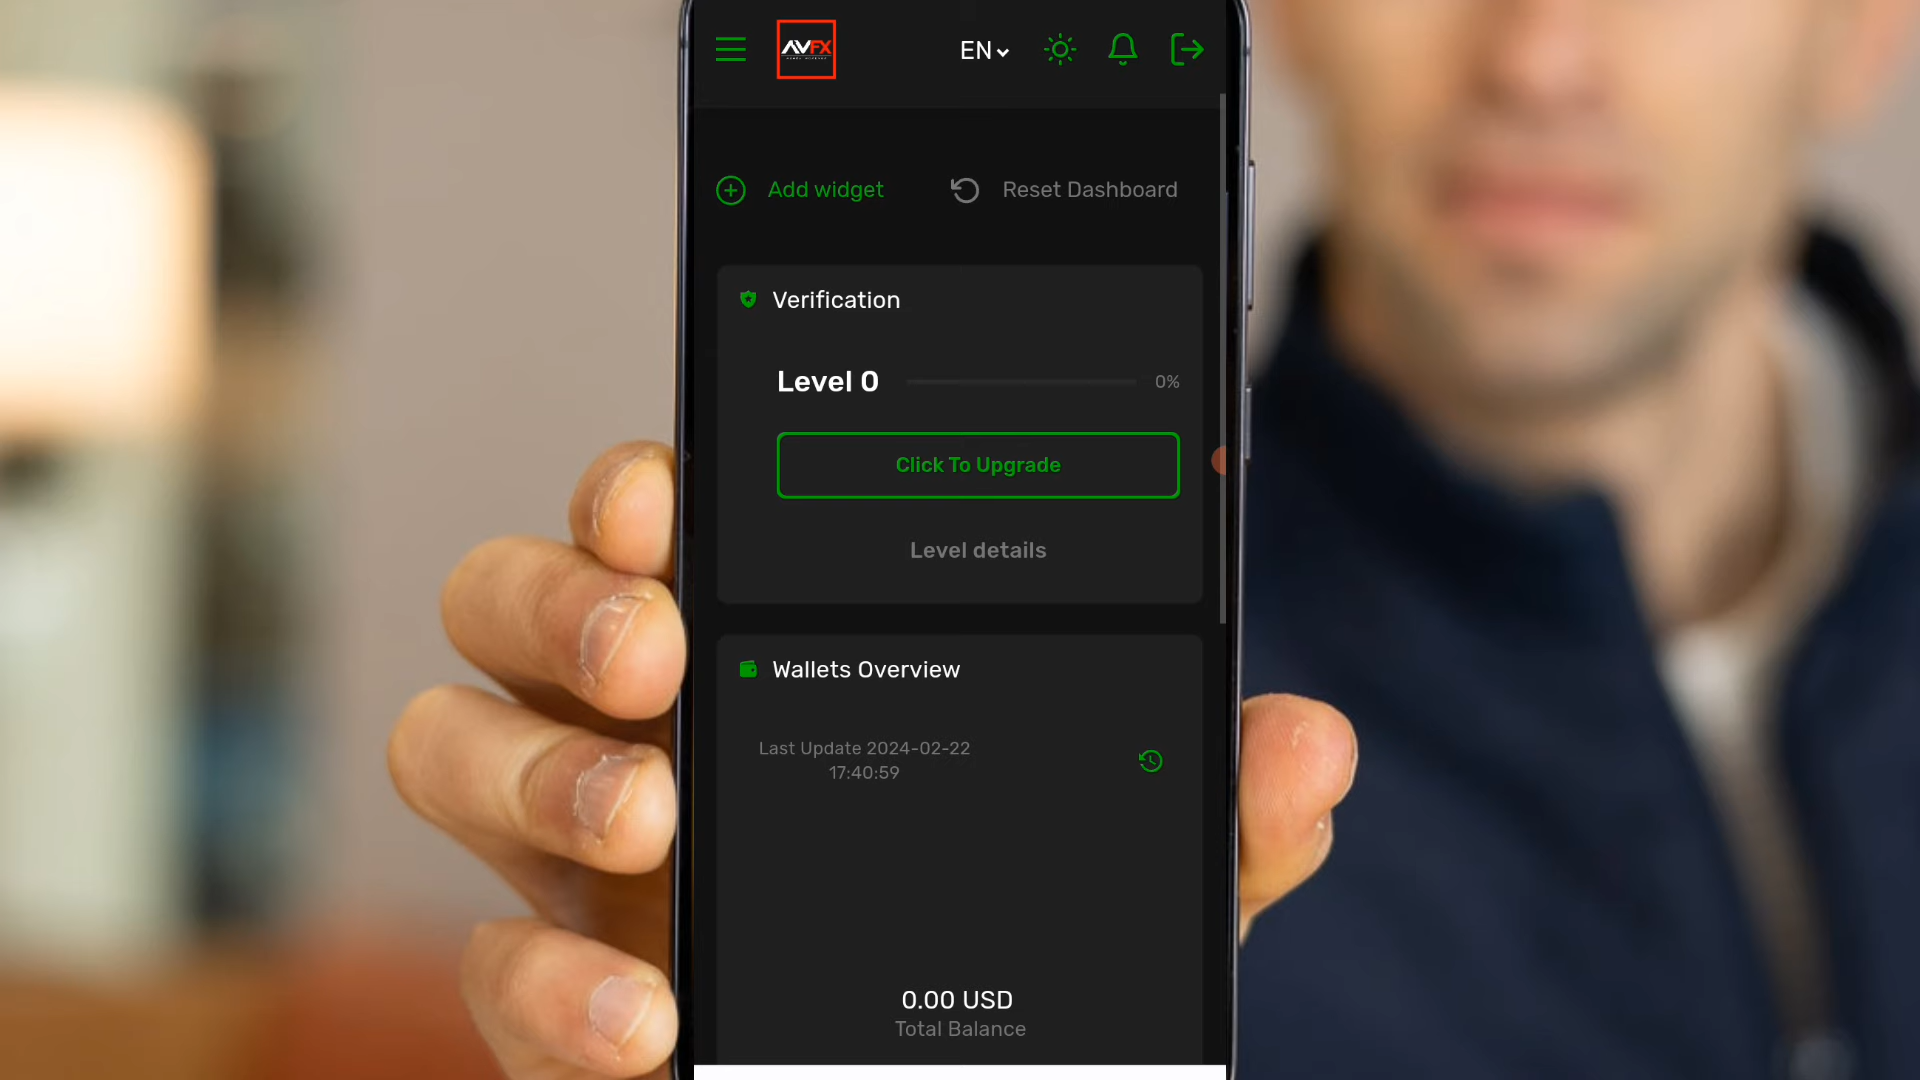 AVFX
EN
Add widget
Reset Dashboard
Verification
Level 0
0%
Click To Upgrade
Level details
Wallets Overview
Last Update 2024-02-22
17:40:59
0.00 USD
Total Balance